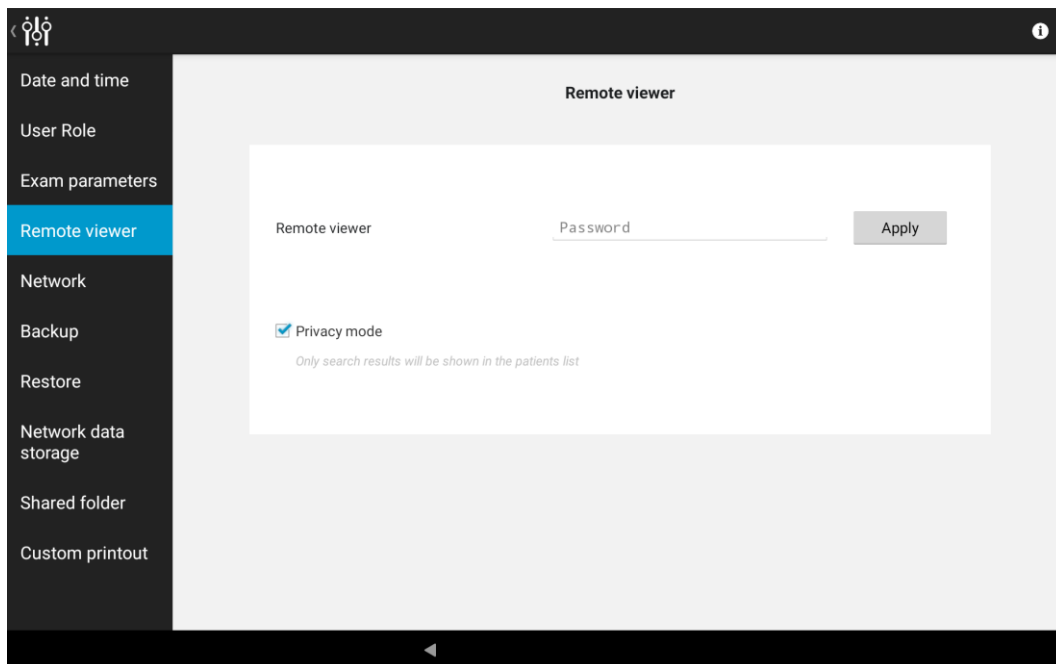 Date and time
User Role
Exam parameters
Remote viewer
Network
Backup
Restore
Network data
storage
Shared folder
Custom printout
Remote viewer
Remote viewer
Password
Apply
Privacy mode
Only search results will be shown in the patients list